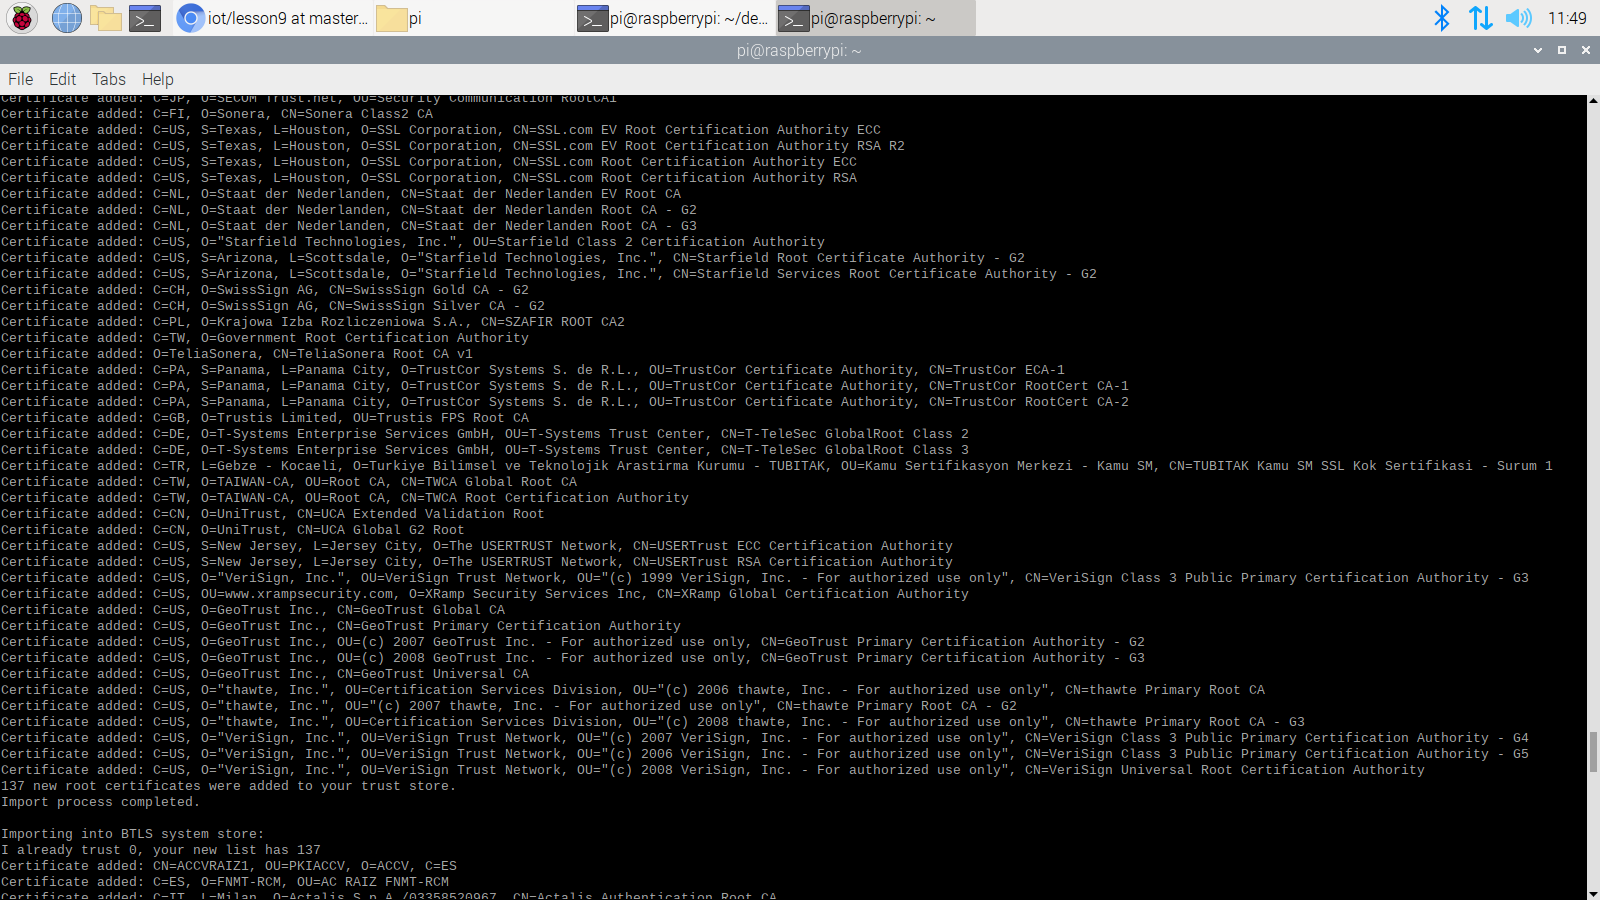 iot/lesson9 at master...
pi
pi@raspberrypi: ~/de...
pi@raspberrypi: ~
11:49
pi@raspberrypi: ~
File Edit Tabs Help
Certificate added: C=JP, O=SECOM Trust.net, OU=Security Communication RootCA1
Certificate added: C=FI, O=Sonera, CN=Sonera Class2 CA
Certificate added: C=US, S=Texas, L=Houston, O=SSL Corporation, CN=SSL.com EV Root Certification Authority ECC
Certificate added: C=US, S=Texas, L=Houston, O=SSL Corporation, CN=SSL.com EV Root Certification Authority RSA R2
Certificate added: C=US, S=Texas, L=Houston, O=SSL Corporation, CN=SSL.com Root Certification Authority ECC
Certificate added: C=US, S=Texas, L=Houston, O=SSL Corporation, CN=SSL.com Root Certification Authority RSA
Certificate added: C=NL, O=Staat der Nederlanden, CN=Staat der Nederlanden EV Root CA
Certificate added: C=NL, O=Staat der Nederlanden, CN=Staat der Nederlanden Root CA - G2
Certificate added: C=NL, O=Staat der Nederlanden, CN=Staat der Nederlanden Root CA - G3
Certificate added: C=US, O="Starfield Technologies, Inc.", OU=Starfield Class 2 Certification Authority
Certificate added: C=US, S=Arizona, L=Scottsdale, O="Starfield Technologies, Inc.", CN=Starfield Root Certificate Authority - G2
Certificate added: C=US, S=Arizona, L=Scottsdale, O="Starfield Technologies, Inc.", CN=Starfield Services Root Certificate Authority - G2
Certificate added: C=CH, O=SwissSign AG, CN=SwissSign Gold CA - G2
Certificate added: C=CH, O=SwissSign AG, CN=SwissSign Silver CA - G2
Certificate added: C=PL, O=Krajowa Izba Rozliczeniowa S.A., CN=SZAFIR ROOT CA2
Certificate added: C=TW, O=Government Root Certification Authority
Certificate added: O=TeliaSonera, CN=TeliaSonera Root CA v1
Certificate added: C=PA, S=Panama, L=Panama City, O=TrustCor Systems S. de R.L., OU=TrustCor Certificate Authority, CN=TrustCor ECA-1
Certificate added: C=PA, S=Panama, L=Panama City, O=TrustCor Systems S. de R.L., OU=TrustCor Certificate Authority, CN=TrustCor RootCert CA-1
Certificate added: C=PA, S=Panama, L=Panama City, O=TrustCor Systems S. de R.L., OU=TrustCor Certificate Authority, CN=TrustCor RootCert CA-2
Certificate added: C=GB, O=Trustis Limited, OU=Trustis FPS Root CA
Certificate added: C=DE, O=T-Systems Enterprise Services GmbH, OU=T-Systems Trust Center, CN=T-TeleSec GlobalRoot Class 2
Certificate added: C=DE, O=T-Systems Enterprise Services GmbH, OU=T-Systems Trust Center, CN=T-TeleSec GlobalRoot Class 3
Certificate added: C=TR, L=Gebze - Kocaeli, O=Turkiye Bilimsel ve Teknolojik Arastirma Kurumu - TUBITAK, OU=Kamu Sertifikasyon Merkezi - Kamu SM, CN=TUBITAK Kamu SM SSL Kok Sertifikasi - Surum 1
Certificate added: C=TW, O=TAIWAN-CA, OU=Root CA, CN=TWCA Global Root CA
Certificate added: C=TW, O=TAIWAN-CA, OU=Root CA, CN=TWCA Root Certification Authority
Certificate added: C=CN, O=UniTrust, CN=UCA Extended Validation Root
Certificate added: C=CN, O=UniTrust, CN=UCA Global G2 Root
Certificate added: C=US, S=New Jersey, L=Jersey City, O=The USERTRUST Network, CN=USERTrust ECC Certification Authority
Certificate added: C=US, S=New Jersey, L=Jersey City, O=The USERTRUST Network, CN=USERTrust RSA Certification Authority
Certificate added: C=US, O="VeriSign, Inc.", OU=VeriSign Trust Network, OU="(c) 1999 VeriSign, Inc. - For authorized use only", CN=VeriSign Class 3 Public Primary Certification Authority - G3
Certificate added: C=US, OU=www.xrampsecurity.com, O=XRamp Security Services Inc, CN=XRamp Global Certification Authority
Certificate added: C=US, O=GeoTrust Inc., CN=GeoTrust Global CA
Certificate added: C=US, O=GeoTrust Inc., CN=GeoTrust Primary Certification Authority
Certificate added: C=US, O=GeoTrust Inc., OU=(c) 2007 GeoTrust Inc. - For authorized use only, CN=GeoTrust Primary Certification Authority - G2
Certificate added: C=US, O=GeoTrust Inc., OU=(c) 2008 GeoTrust Inc. - For authorized use only, CN=GeoTrust Primary Certification Authority - G3
Certificate added: C=US, O=GeoTrust Inc., CN=GeoTrust Universal CA
Certificate added: C=US, O="thawte, Inc.", OU=Certification Services Division, OU="(c) 2006 thawte, Inc. - For authorized use only", CN=thawte Primary Root CA
Certificate added: C=US, O="thawte, Inc.", OU="(c) 2007 thawte, Inc. - For authorized use only", CN=thawte Primary Root CA - G2
Certificate added: C=US, O="thawte, Inc.", OU=Certification Services Division, OU="(c) 2008 thawte, Inc. - For authorized use only", CN=thawte Primary Root CA - G3
Certificate added: C=US, O="VeriSign, Inc.", OU=VeriSign Trust Network, OU="(c) 2007 VeriSign, Inc. - For authorized use only", CN=VeriSign Class 3 Public Primary Certification Authority - G4
Certificate added: C=US, O="VeriSign, Inc.", OU=VeriSign Trust Network, OU="(c) 2006 VeriSign, Inc. - For authorized use only", CN=VeriSign Class 3 Public Primary Certification Authority - G5
Certificate added: C=US, O="VeriSign, Inc.", OU=VeriSign Trust Network, OU="(c) 2008 VeriSign, Inc. - For authorized use only", CN=VeriSign Universal Root Certification Authority
137 new root certificates were added to your trust store.
Import process completed.
Importing into BTLS system store:
I already trust 0, your new list has 137
Certificate added: CN=ACCVRAIZ1, OU=PKIACCV, O=ACCV, C=ES
Certificate added: C=ES, O=FNMT-RCM, OU=AC RAIZ FNMT-RCM
Certificate added: C=IT, L=Milan, O=Actalis S.p.A./03358520967, CN=Actalis Authentication Root CA